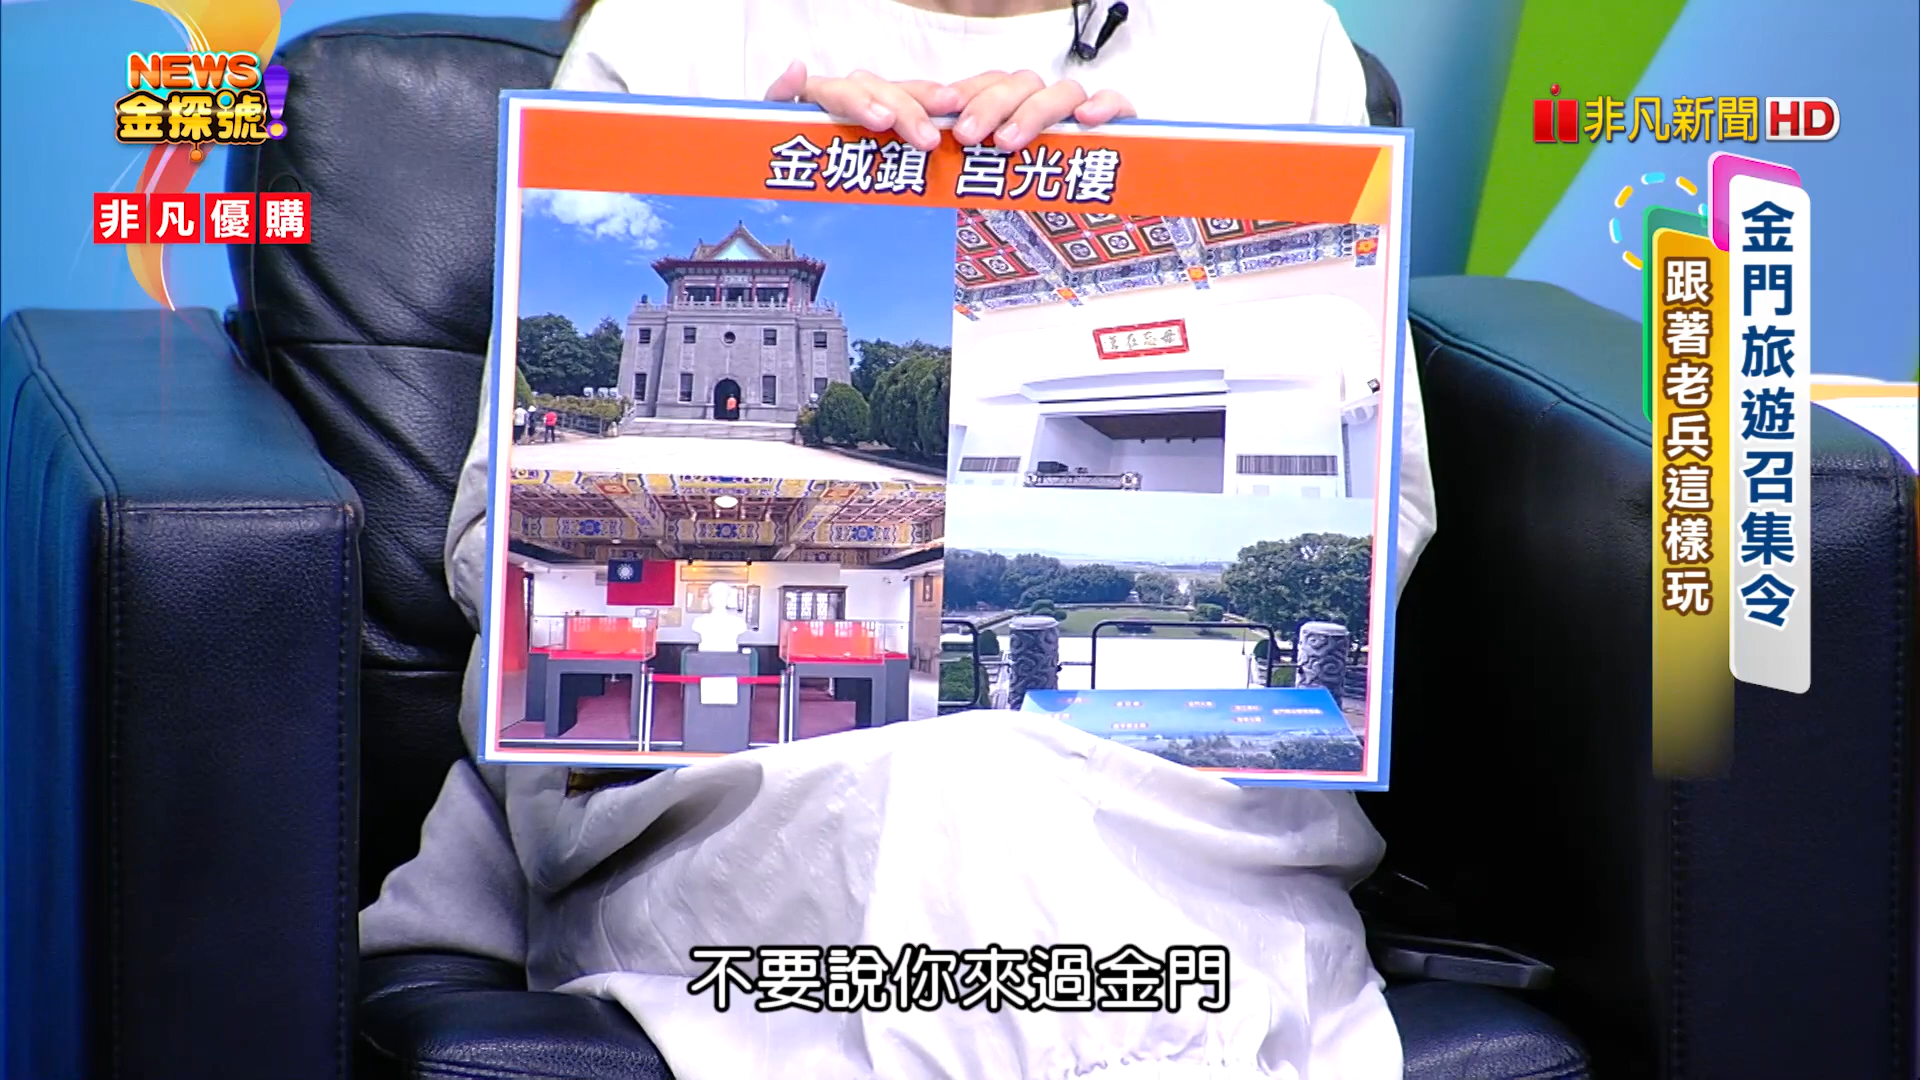 NEWS
金探號!
非凡優購
非凡新聞HD
金門旅遊召集令
跟著老兵這樣玩
金城鎮 莒光樓
毋忘在莒
不要說你來過金門